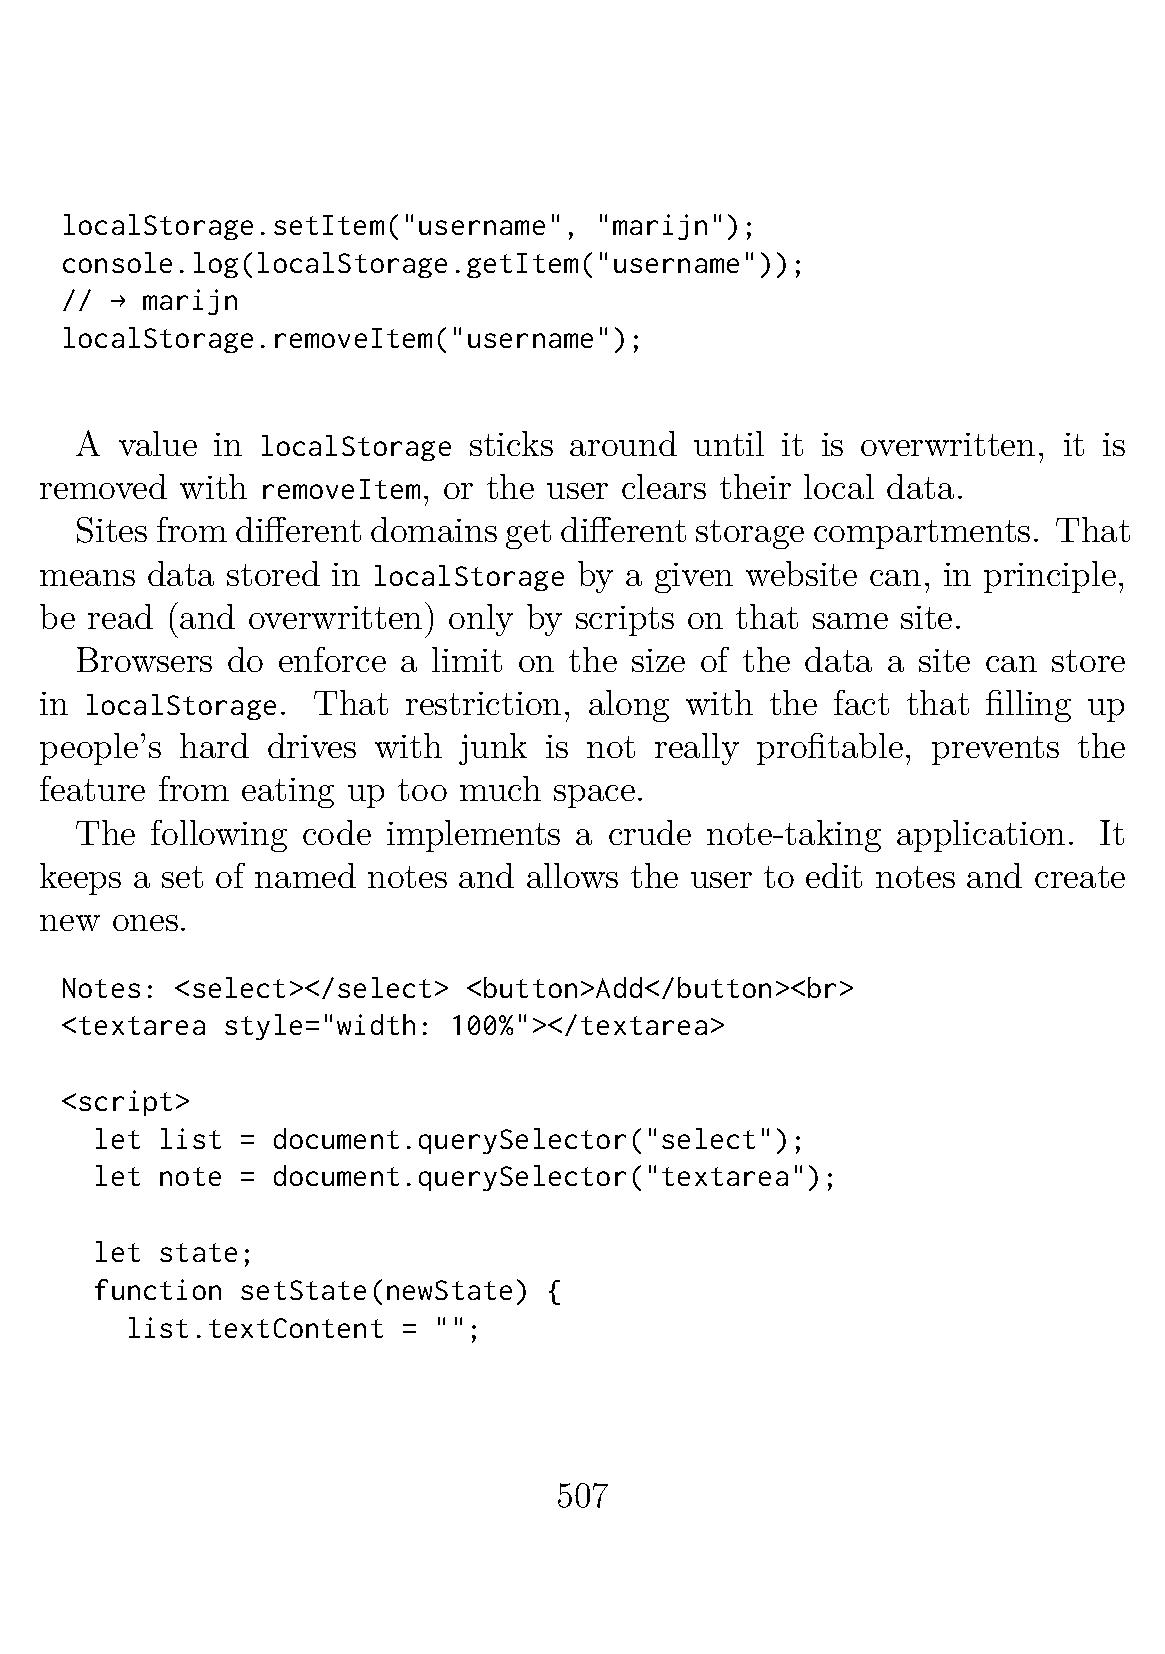 localStorage.setItem("username", "marijn");
console.log(localStorage.getItem("username"));
// → marijn
localStorage.removeItem("username");
A value in localStorage sticks around until it is overwritten, it is
removed with removeItem, or the user clears their local data.
Sites from different domains get different storage compartments. That
means data stored in localStorage by a given website can, in principle,
be read (and overwritten) only by scripts on that same site.
Browsers do enforce a limit on the size of the data a site can store
in localStorage. That restriction, along with the fact that filling up
people's hard drives with junk is not really profitable, prevents the
feature from eating up too much space.
The following code implements a crude note-taking application. It
keeps a set of named notes and allows the user to edit notes and create
new ones.
Notes: <select></select> <button>Add</button><br>
<textarea style="width: 100%"></textarea>
<script>
let list = document.querySelector("select");
let note = document.querySelector("textarea");
let state;
function setState(newState) {
list.textContent = "";
507